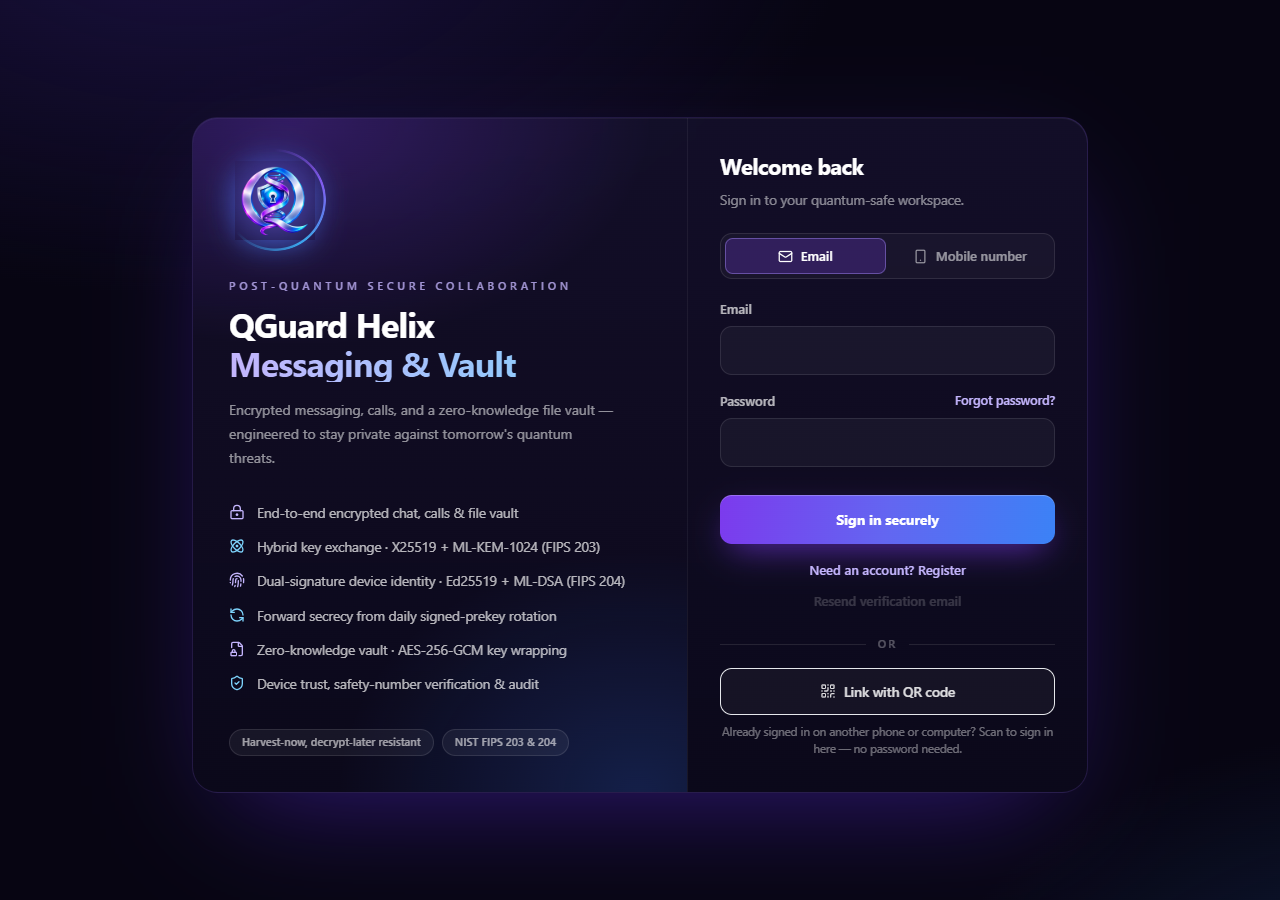 POST-QUANTUM SECURE COLLABORATION
QGuard Helix
Messaging & Vault
Encrypted messaging, calls, and a zero-knowledge file vault —
engineered to stay private against tomorrow's quantum
threats.
End-to-end encrypted chat, calls & file vault
Hybrid key exchange · X25519 + ML-KEM-1024 (FIPS 203)
Dual-signature device identity · Ed25519 + ML-DSA (FIPS 204)
Forward secrecy from daily signed-prekey rotation
Zero-knowledge vault · AES-256-GCM key wrapping
Device trust, safety-number verification & audit
Harvest-now, decrypt-later resistant
NIST FIPS 203 & 204
Welcome back
Sign in to your quantum-safe workspace.
Email
Mobile number
Email
Password
Forgot password?
Sign in securely
Need an account? Register
Resend verification email
OR
Link with QR code
Already signed in on another phone or computer? Scan to sign in
here — no password needed.